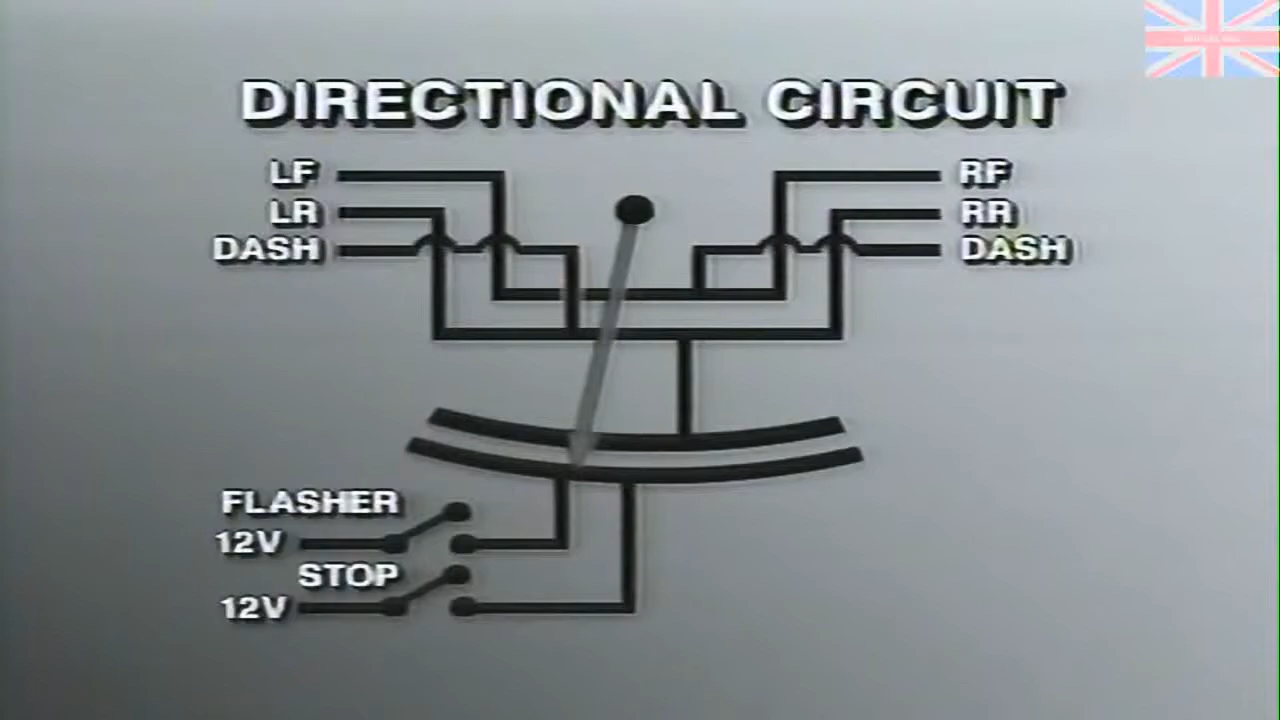 DIRECTIONAL CIRCUIT
LF
RF
LR
RR
DASH
DASH
FLASHER
12V
STOP
12V